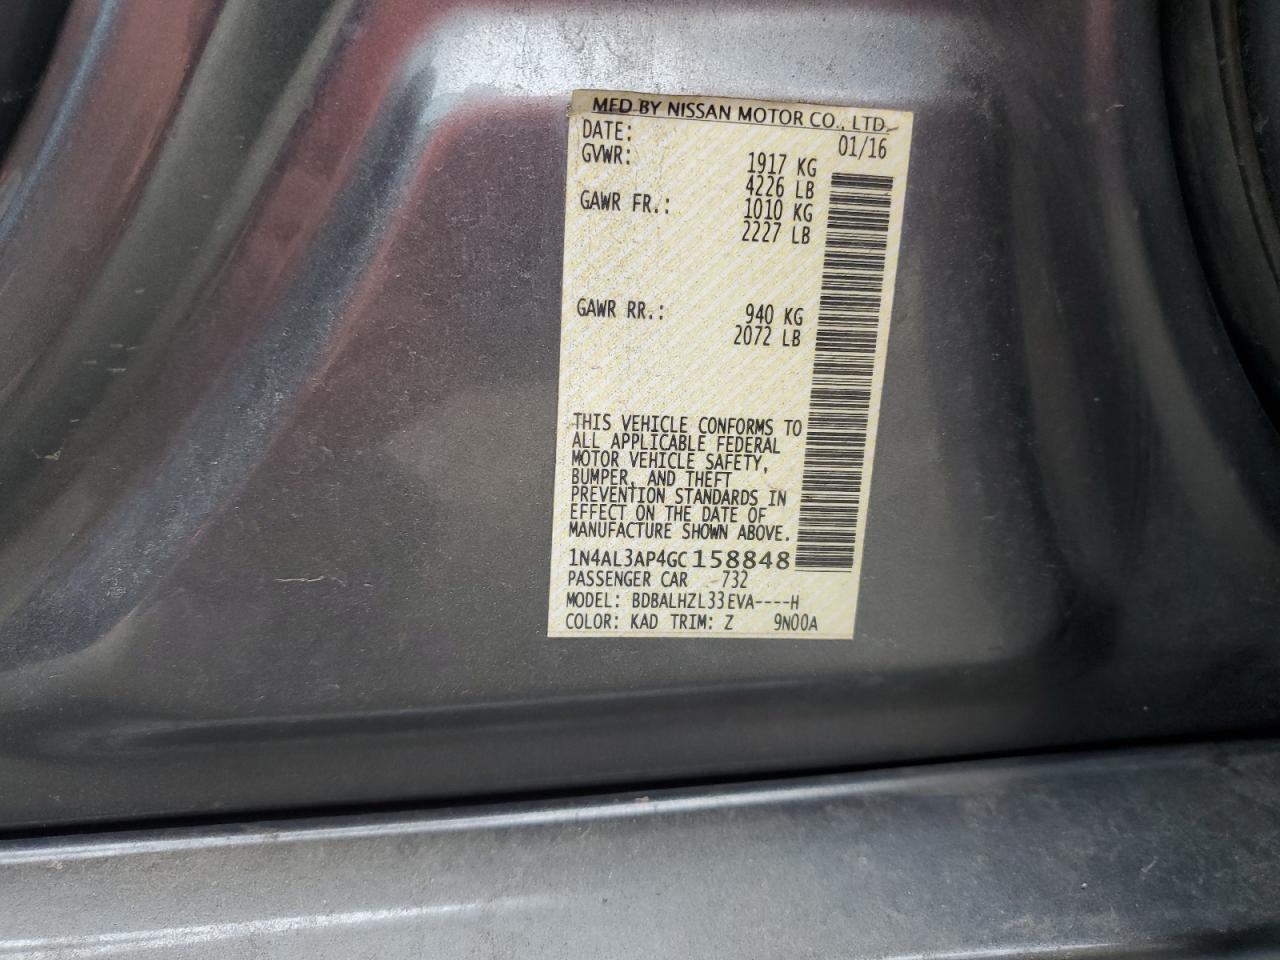 MFD BY NISSAN MOTOR CO., LTD.
DATE: 01/16
GVWR: 1917 KG
4226 LB
GAWR FR.: 1010 KG
2227 LB
GAWR RR.: 940 KG
2072 LB
THIS VEHICLE CONFORMS TO
ALL APPLICABLE FEDERAL
MOTOR VEHICLE SAFETY,
BUMPER, AND THEFT
PREVENTION STANDARDS IN
EFFECT ON THE DATE OF
MANUFACTURE SHOWN ABOVE.
1N4AL3AP4GC158848
PASSENGER CAR 732
MODEL: BDBALHZL33EVA----H
COLOR: KAD TRIM: Z 9N00A